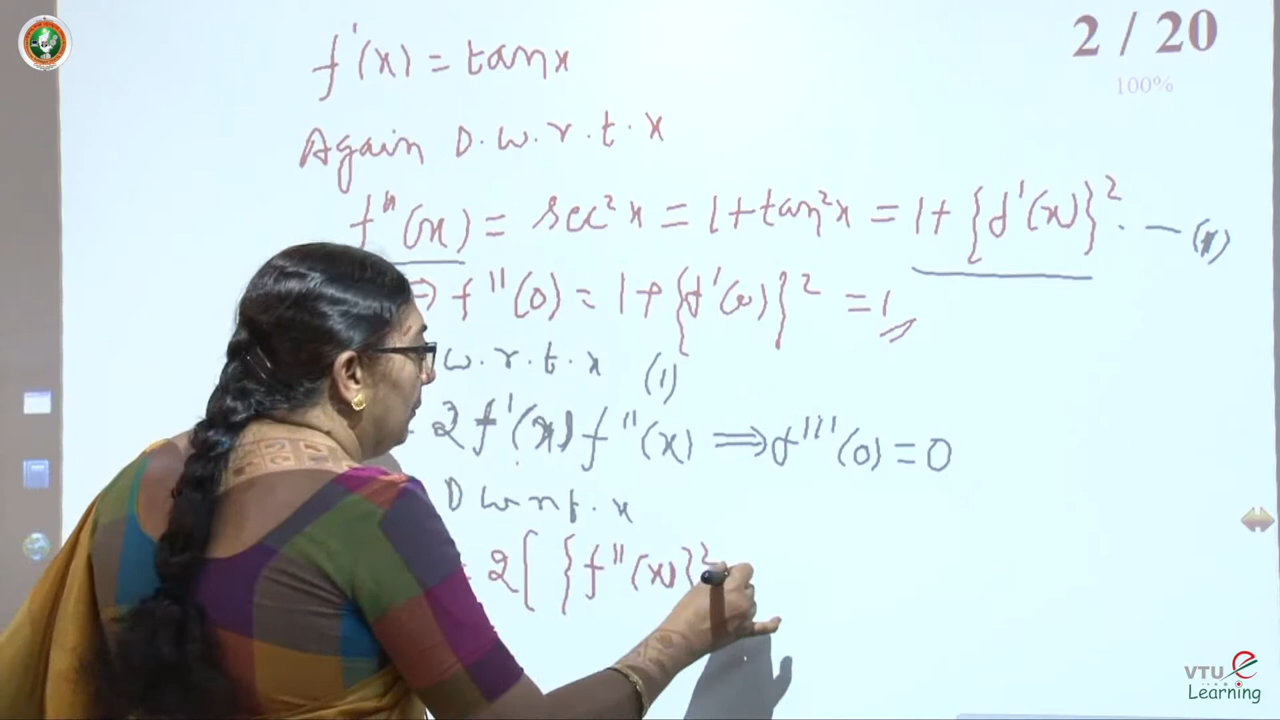 2 / 20
100%
f'(x) = tanx
Again D.w.r.t.x
f"(x) = sec²x = 1+tan²x = 1+{f'(x)}². — (1)
⇒ f"(0) = 1+{f'(0)}² = 1
w.r.t.x (1)
2f'(x)f"(x) ⇒ f'''(0) = 0
D w r t. x
= 2[{f"(x)}²
VTU e
Learning